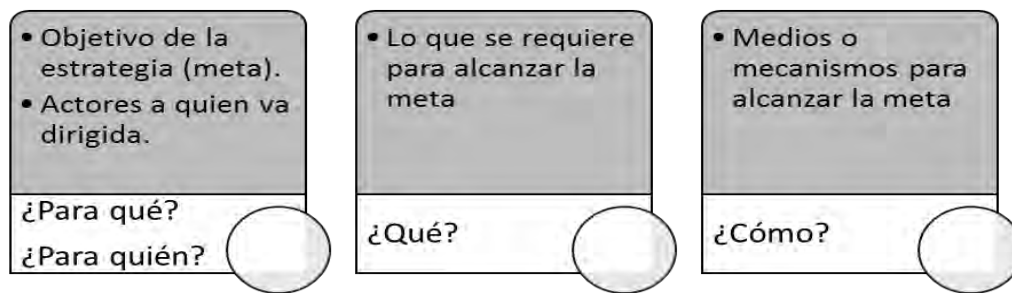 • Objetivo de la
estrategia (meta).
• Actores a quien va
dirigida.
¿Para qué?
¿Para quién?
• Lo que se requiere
para alcanzar la
meta
¿Qué?
• Medios o
mecanismos para
alcanzar la meta
¿Cómo?